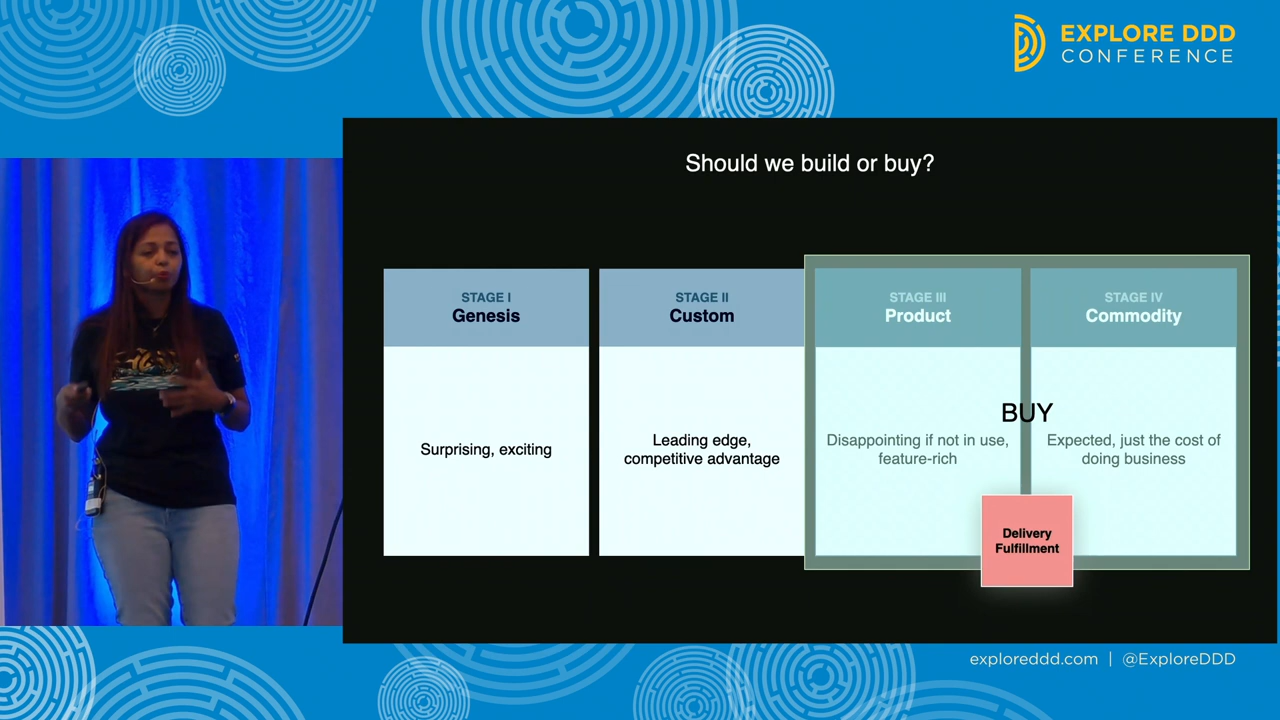 EXPLORE DDD
CONFERENCE
Should we build or buy?
STAGE I
Genesis
STAGE II
Custom
STAGE III
Product
STAGE IV
Commodity
Surprising, exciting
Leading edge,
competitive advantage
BUY
Disappointing if not in use,
feature-rich
Expected, just the cost of
doing business
Delivery
Fulfillment
exploreddd.com | @ExploreDDD